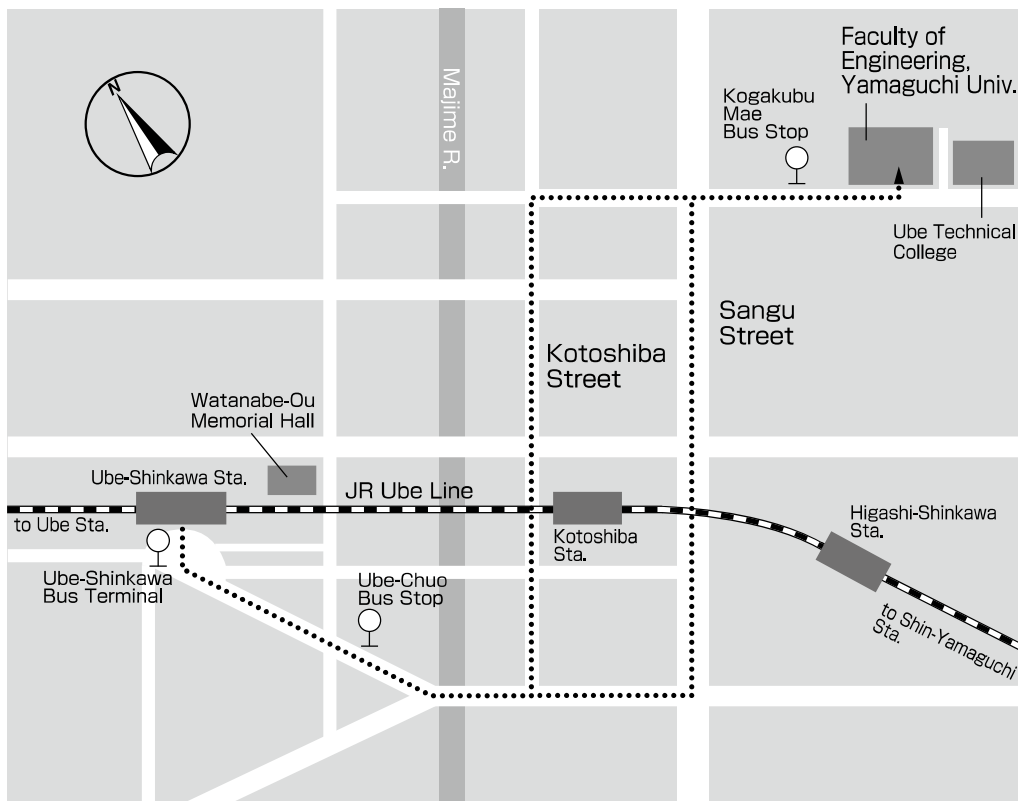 N
Majime R.
Faculty of
Engineering,
Yamaguchi Univ.
Kogakubu
Mae
Bus Stop
Ube Technical
College
Sangu
Street
Kotoshiba
Street
Watanabe-Ou
Memorial Hall
Ube-Shinkawa Sta.
JR Ube Line
to Ube Sta.
Kotoshiba
Sta.
Higashi-Shinkawa
Sta.
Ube-Shinkawa
Bus Terminal
Ube-Chuo
Bus Stop
to Shin-Yamaguchi
Sta.